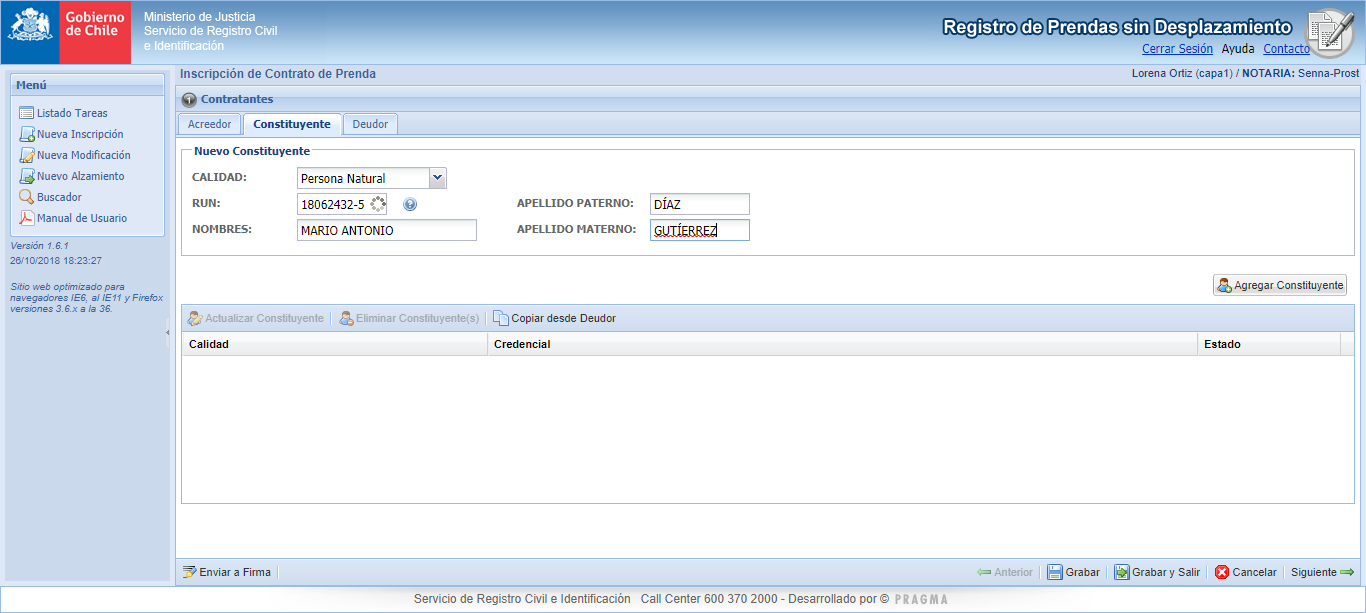 Gobierno
de Chile
Ministerio de Justicia
Servicio de Registro Civil
e Identificación
Registro de Prendas sin Desplazamiento
Cerrar Sesión Ayuda Contacto
Menú
Listado Tareas
Nueva Inscripción
Nueva Modificación
Nuevo Alzamiento
Buscador
Manual de Usuario
Versión 1.6.1
26/10/2018 18:23:27
Sitio web optimizado para
navegadores IE6, al IE11 y Firefox
versiones 3.6.x a la 36.
Inscripción de Contrato de Prenda
Lorena Ortiz (capa1) / NOTARIA: Senna-Prost
Contratantes
Acreedor Constituyente Deudor
Nuevo Constituyente
CALIDAD: Persona Natural
RUN: 18062432-5 APELLIDO PATERNO: DÍAZ
NOMBRES: MARIO ANTONIO APELLIDO MATERNO: GUTÍERREZ
Agregar Constituyente
Actualizar Constituyente Eliminar Constituyente(s) Copiar desde Deudor
Calidad Credencial Estado
Enviar a Firma Anterior Grabar Grabar y Salir Cancelar Siguiente
Servicio de Registro Civil e Identificación Call Center 600 370 2000 - Desarrollado por © PRAGMA